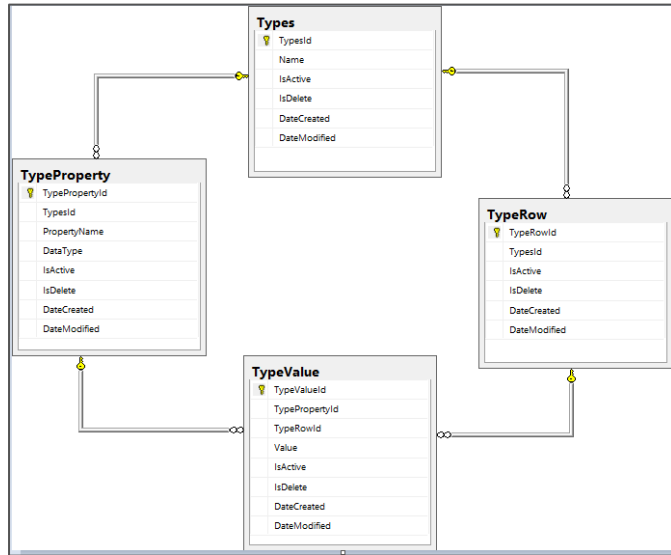 Types
TypesId
Name
IsActive
IsDelete
DateCreated
DateModified
TypeProperty
TypePropertyId
TypesId
PropertyName
DataType
IsActive
IsDelete
DateCreated
DateModified
TypeRow
TypeRowId
TypesId
IsActive
IsDelete
DateCreated
DateModified
TypeValue
TypeValueId
TypePropertyId
TypeRowId
Value
IsActive
IsDelete
DateCreated
DateModified